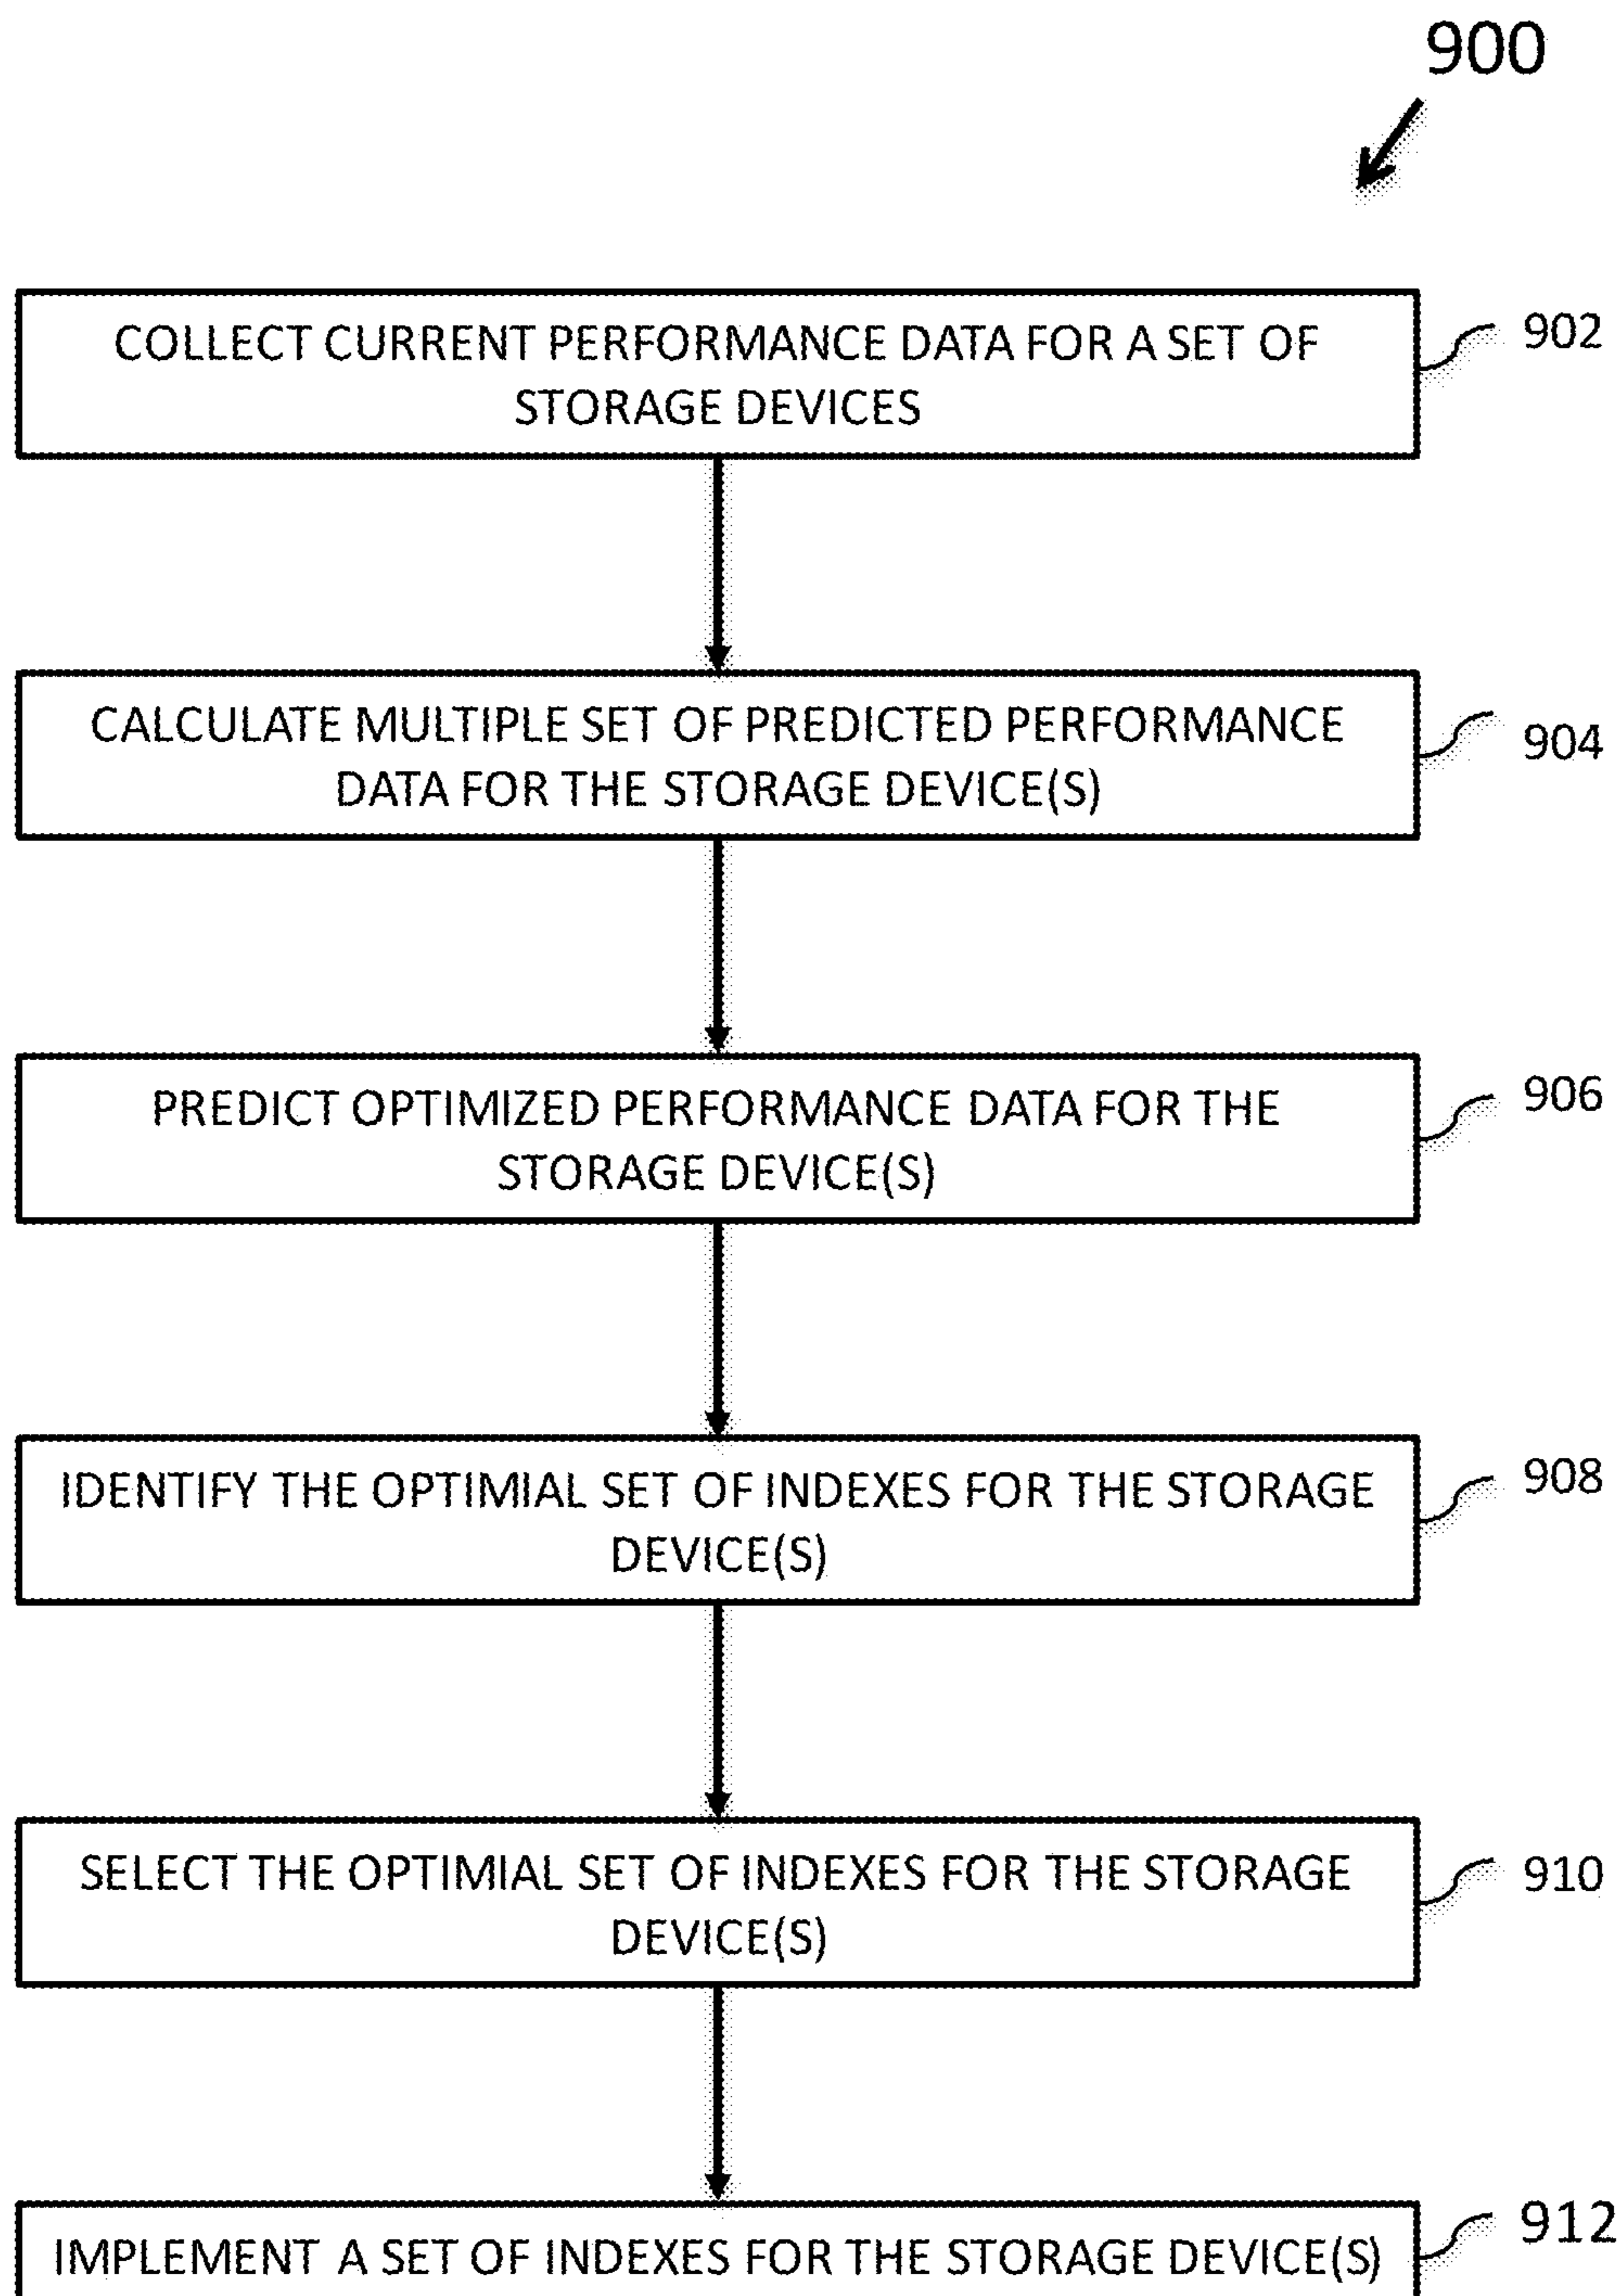 900
COLLECT CURRENT PERFORMANCE DATA FOR A SET OF
STORAGE DEVICES
902
CALCULATE MULTIPLE SET OF PREDICTED PERFORMANCE
DATA FOR THE STORAGE DEVICE(S)
904
PREDICT OPTIMIZED PERFORMANCE DATA FOR THE
STORAGE DEVICE(S)
906
IDENTIFY THE OPTIMIAL SET OF INDEXES FOR THE STORAGE
DEVICE(S)
908
SELECT THE OPTIMIAL SET OF INDEXES FOR THE STORAGE
DEVICE(S)
910
IMPLEMENT A SET OF INDEXES FOR THE STORAGE DEVICE(S)
912